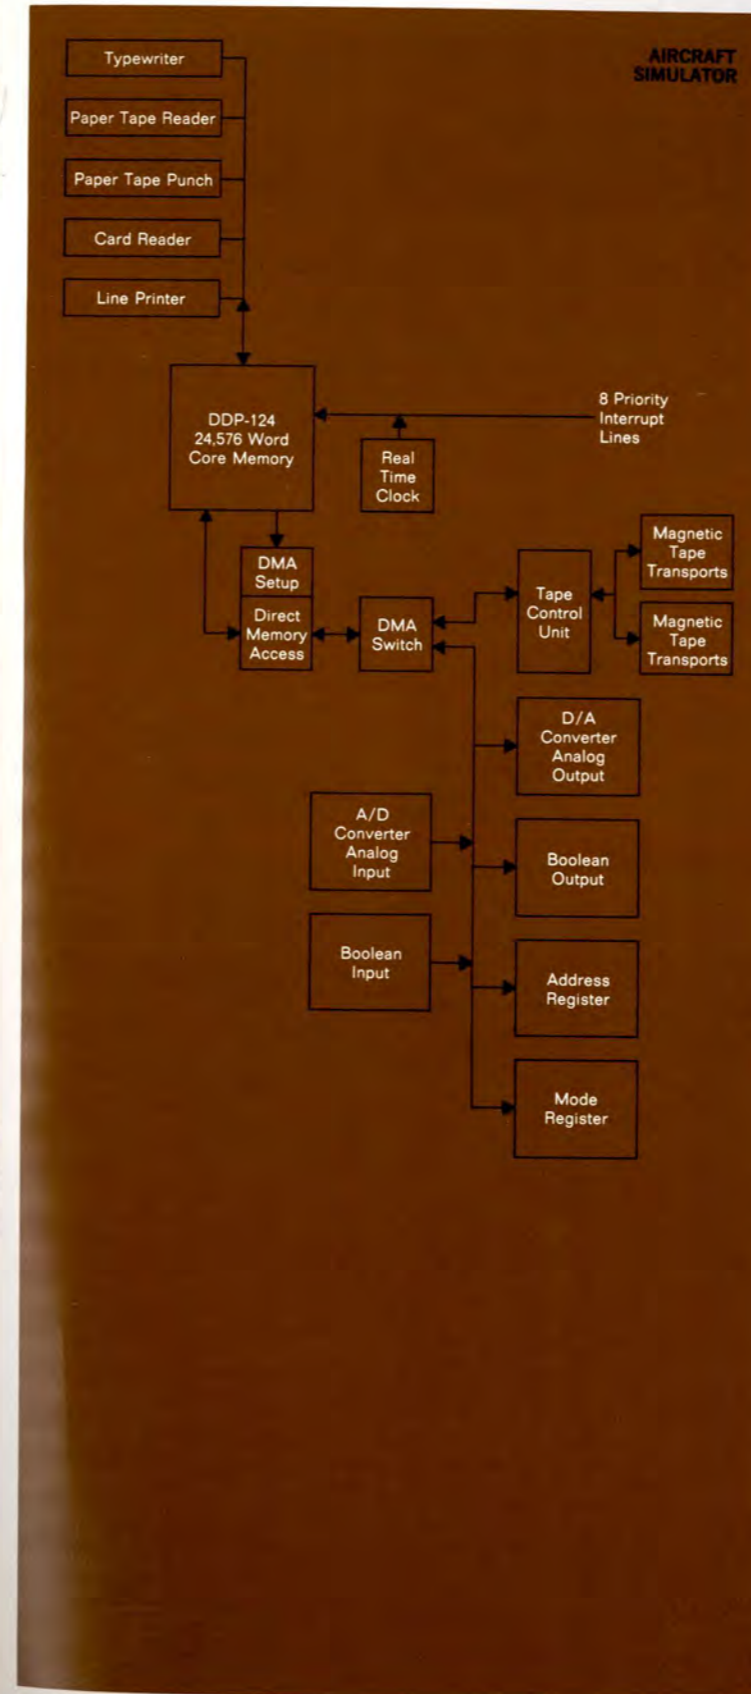 AIRCRAFT
SIMULATOR
Typewriter
Paper Tape Reader
Paper Tape Punch
Card Reader
Line Printer
DDP-124
24,576 Word
Core Memory
8 Priority
Interrupt
Lines
Real
Time
Clock
DMA
Setup
Direct
Memory
Access
DMA
Switch
Tape
Control
Unit
Magnetic
Tape
Transports
Magnetic
Tape
Transports
D/A
Converter
Analog
Output
A/D
Converter
Analog
Input
Boolean
Output
Boolean
Input
Address
Register
Mode
Register